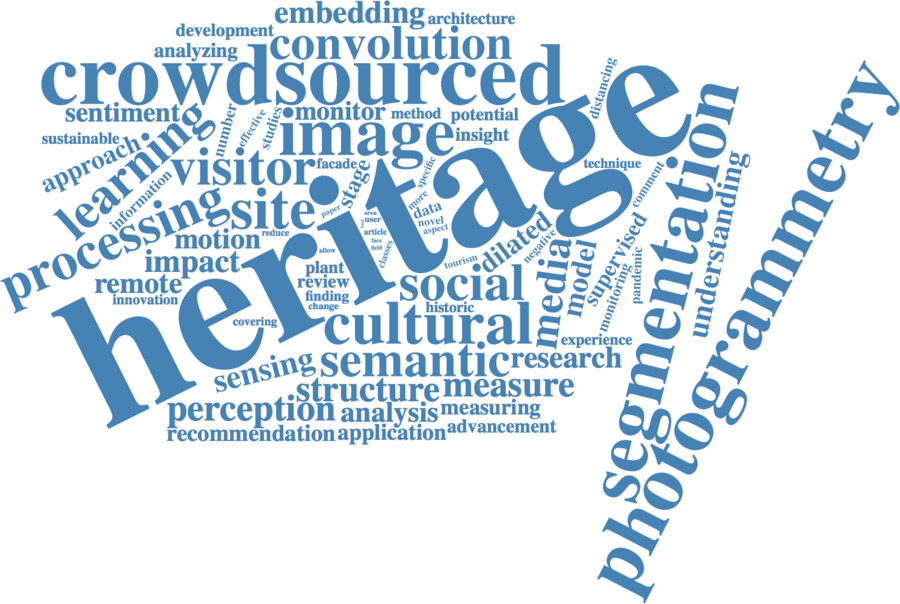 embedding
architecture
development
analyzing
convolution
crowdsourced
sentiment
monitor
method
potential
distancing
number
effective
studies
image
insight
sustainable
approach
learning
information
visitor
facade
stage
specific
technique
comment
processing
site
paper
more
data
novel
aspect
area
user
article
face
field
classes
reduce
motion
allow
heritage
impact
remote
innovation
plant
review
finding
change
tourism
dilated
negative
social
historic
media
model
supervised
monitoring
pandemic
experience
covering
cultural
semantic
research
sensing
structure
measure
perception
analysis
measuring
recommendation
application
advancement
segmentation
understanding
photogrammetry